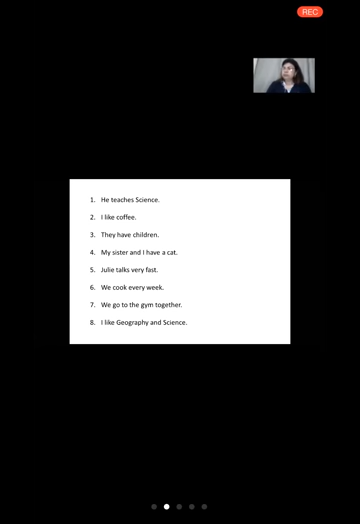 REC
1. He teaches Science.
2. I like coffee.
3. They have children.
4. My sister and I have a cat.
5. Julie talks very fast.
6. We cook every week.
7. We go to the gym together.
8. I like Geography and Science.